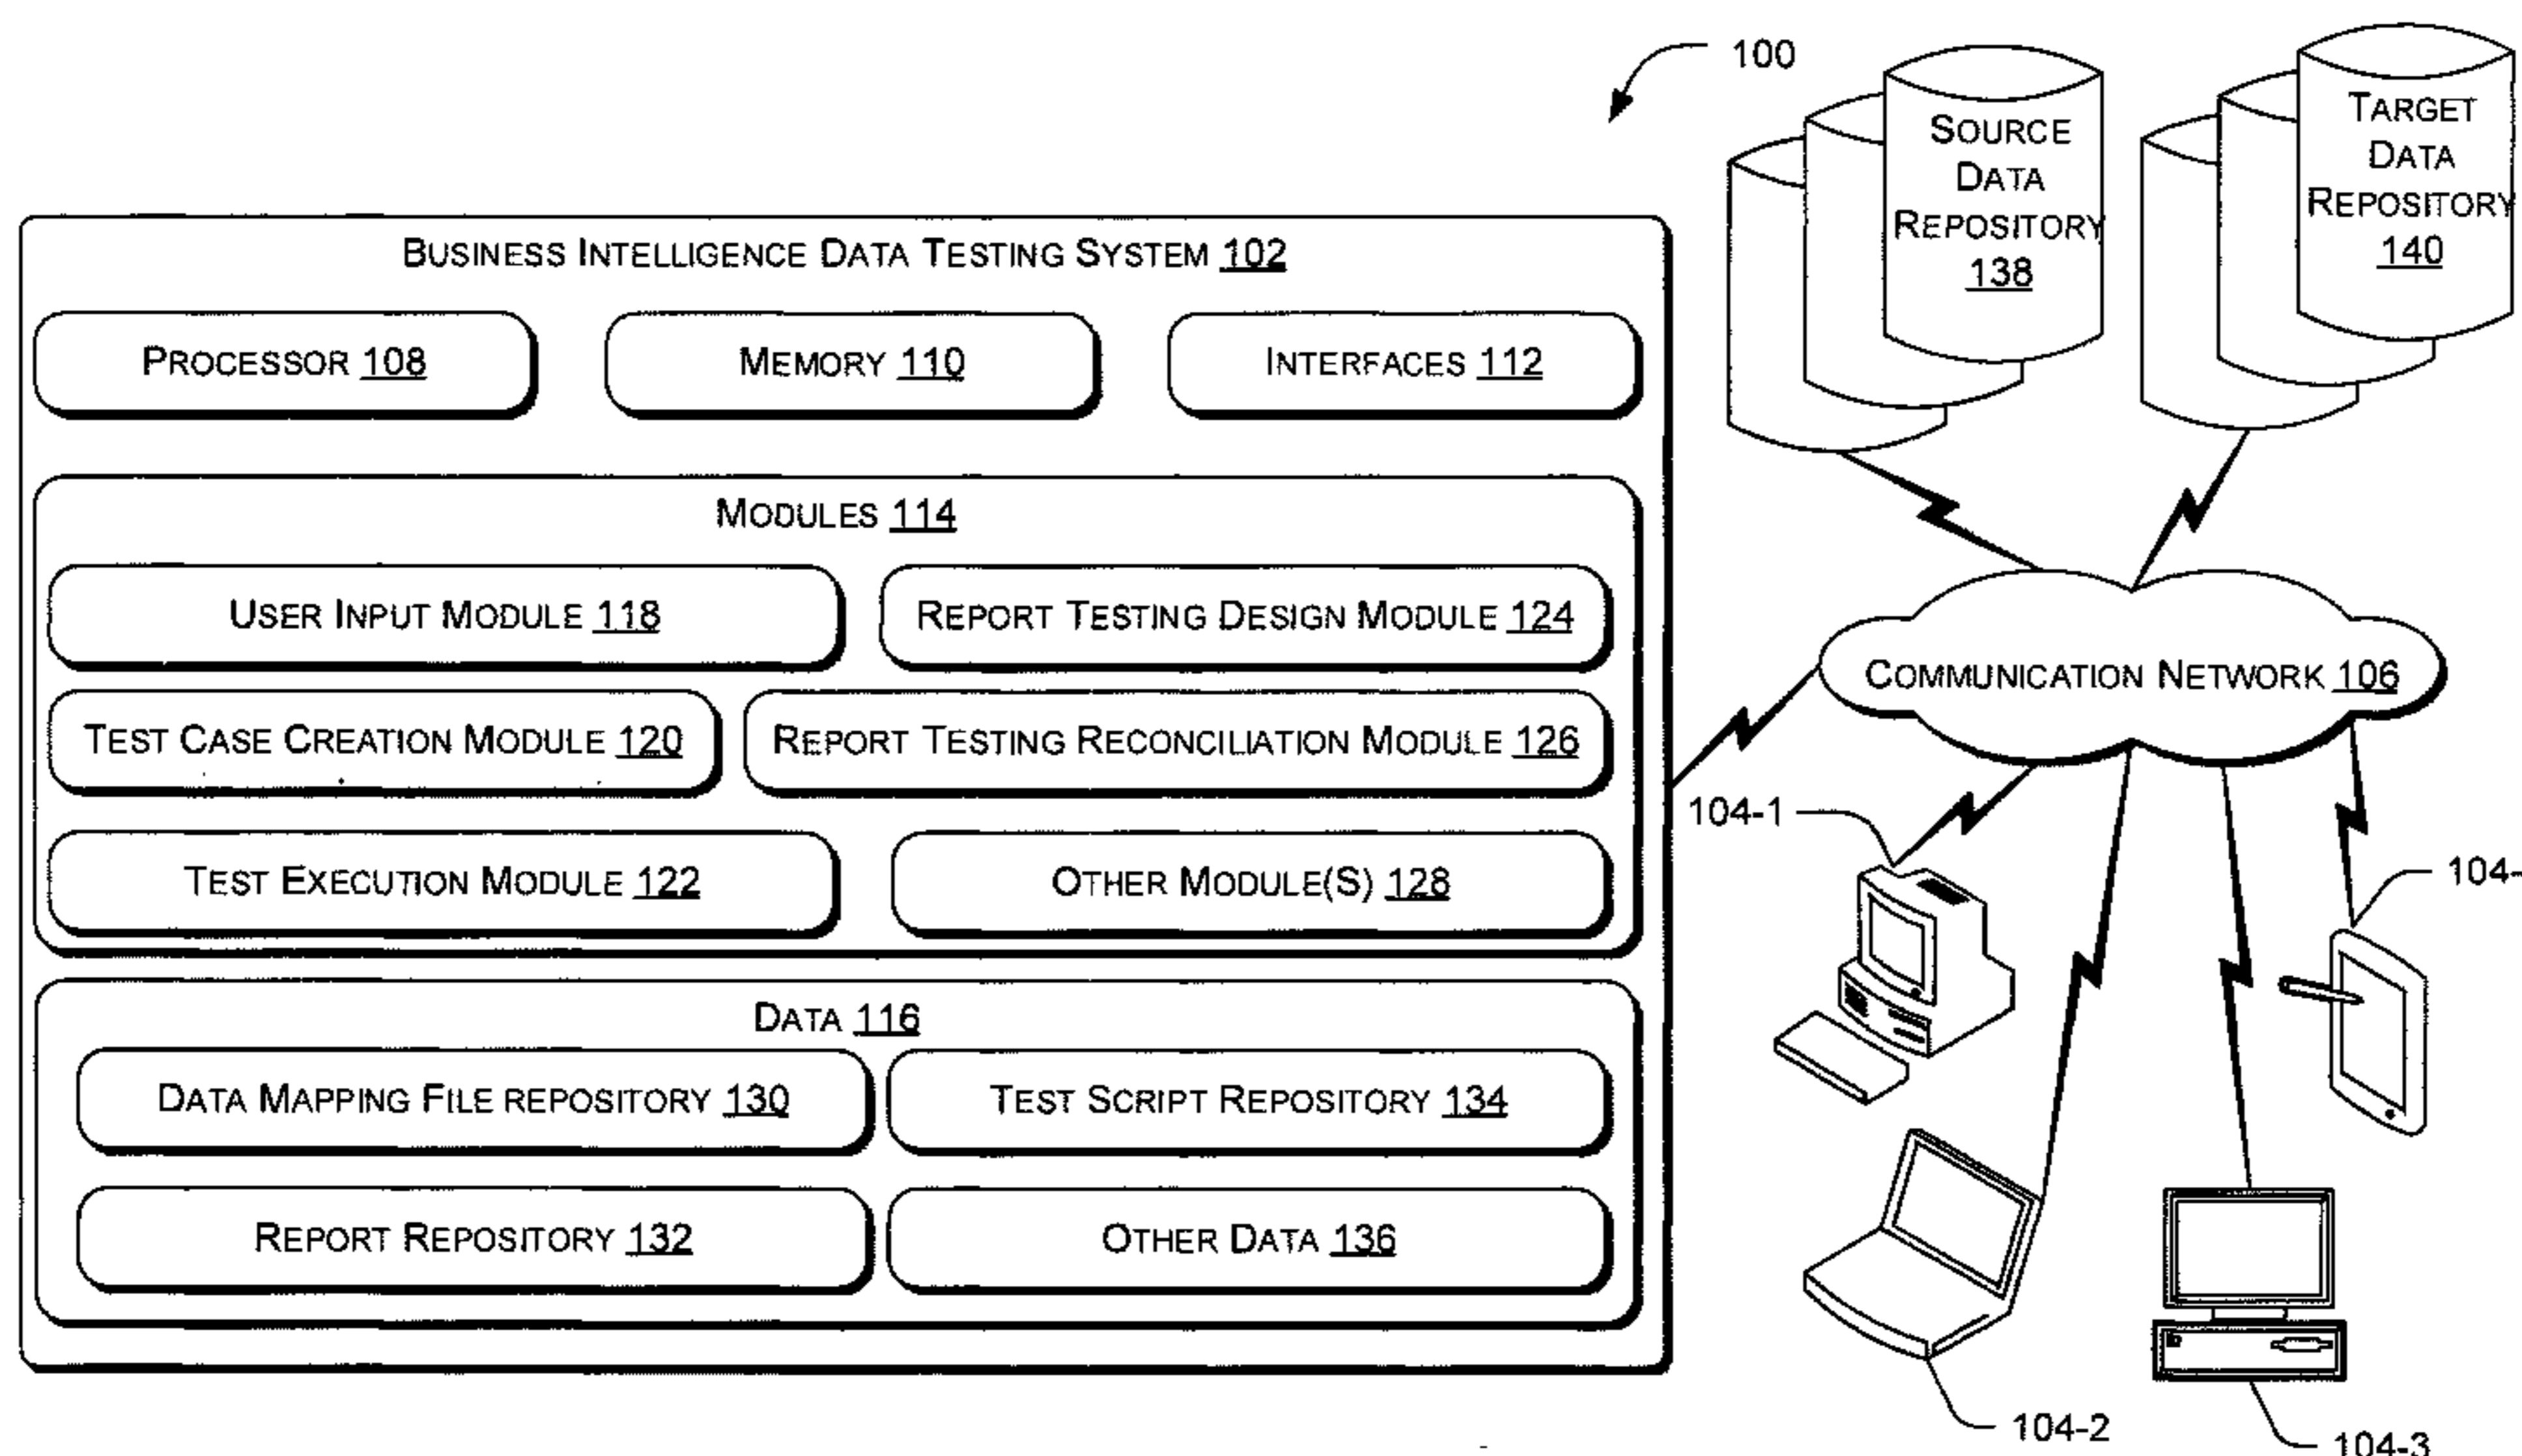 100
SOURCE
DATA
REPOSITORY
138
TARGET
DATA
REPOSITORY
140
BUSINESS INTELLIGENCE DATA TESTING SYSTEM 102
PROCESSOR 108
MEMORY 110
INTERFACES 112
MODULES 114
USER INPUT MODULE 118
REPORT TESTING DESIGN MODULE 124
TEST CASE CREATION MODULE 120
REPORT TESTING RECONCILIATION MODULE 126
TEST EXECUTION MODULE 122
OTHER MODULE(S) 128
DATA 116
DATA MAPPING FILE REPOSITORY 130
TEST SCRIPT REPOSITORY 134
REPORT REPOSITORY 132
OTHER DATA 136
COMMUNICATION NETWORK 106
104-1
104-
104-2
104-3